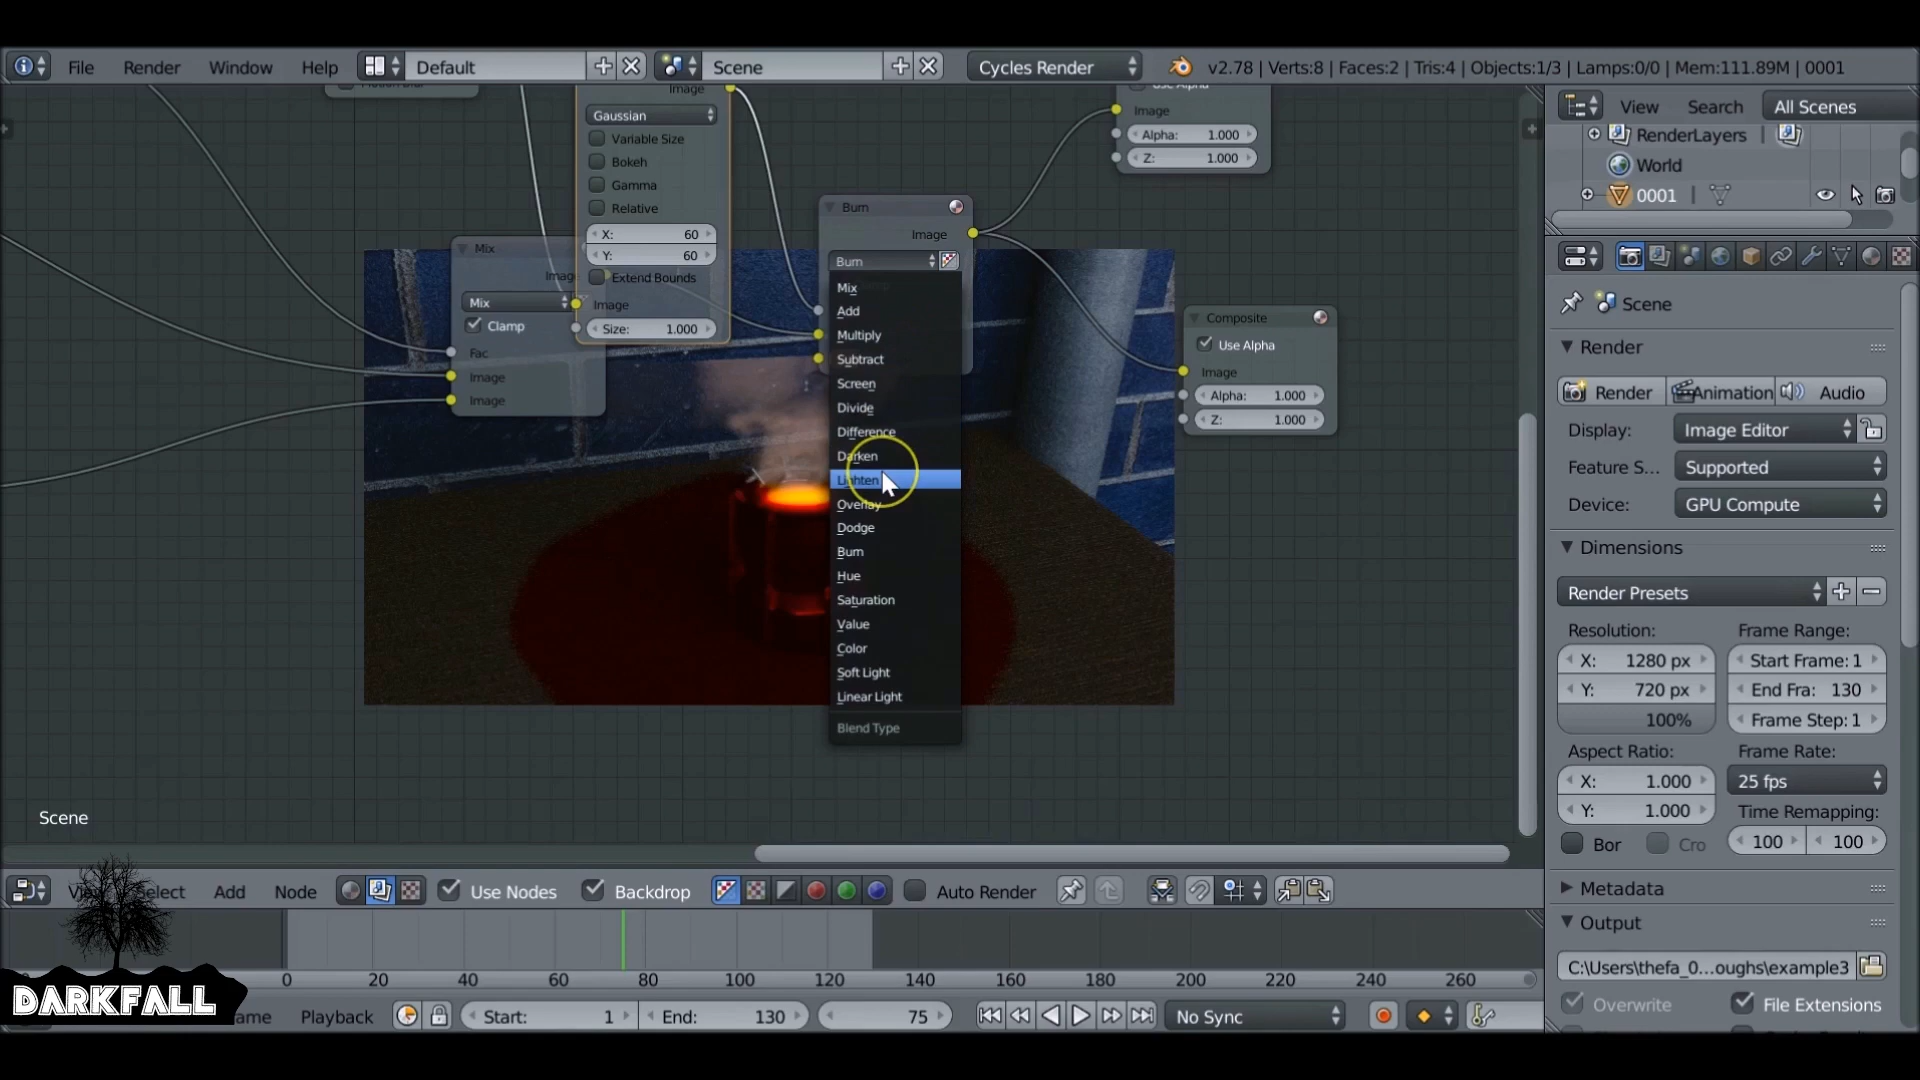 File Render Window Help Default Scene Cycles Render v2.78 | Verts:8 | Faces:2 | Tris:4 | Objects:1/3 | Lamps:0/0 | Mem:111.89M | 0001
View Search All Scenes
RenderLayers
World
0001
Image
Gaussian
Variable Size
Bokeh
Gamma
Relative
X: 60
Y: 60
Extend Bounds
Image
Size: 1.000
Mix
Image
Mix
Clamp
Fac
Image
Image
Burn
Image
Burn
Mix
Add
Multiply
Subtract
Screen
Divide
Difference
Darken
Lighten
Overlay
Dodge
Burn
Hue
Saturation
Value
Color
Soft Light
Linear Light
Blend Type
Use Alpha
Image
Alpha: 1.000
Z: 1.000
Composite
Use Alpha
Image
Alpha: 1.000
Z: 1.000
Scene
Render
Render Animation Audio
Display: Image Editor
Feature S... Supported
Device: GPU Compute
Dimensions
Render Presets
Resolution: Frame Range:
X: 1280 px Start Frame: 1
Y: 720 px End Fra: 130
100% Frame Step: 1
Aspect Ratio: Frame Rate:
X: 1.000 25 fps
Y: 1.000 Time Remapping:
Bor Cro 100 100
Metadata
Output
C:\Users\thefa_0...oughs\example3
Overwrite File Extensions
Scene
Select Add Node Use Nodes Backdrop Auto Render
0 20 40 60 80 100 120 140 160 180 200 220 240 260
DARKFALL
Playback Start: 1 End: 130 75 No Sync